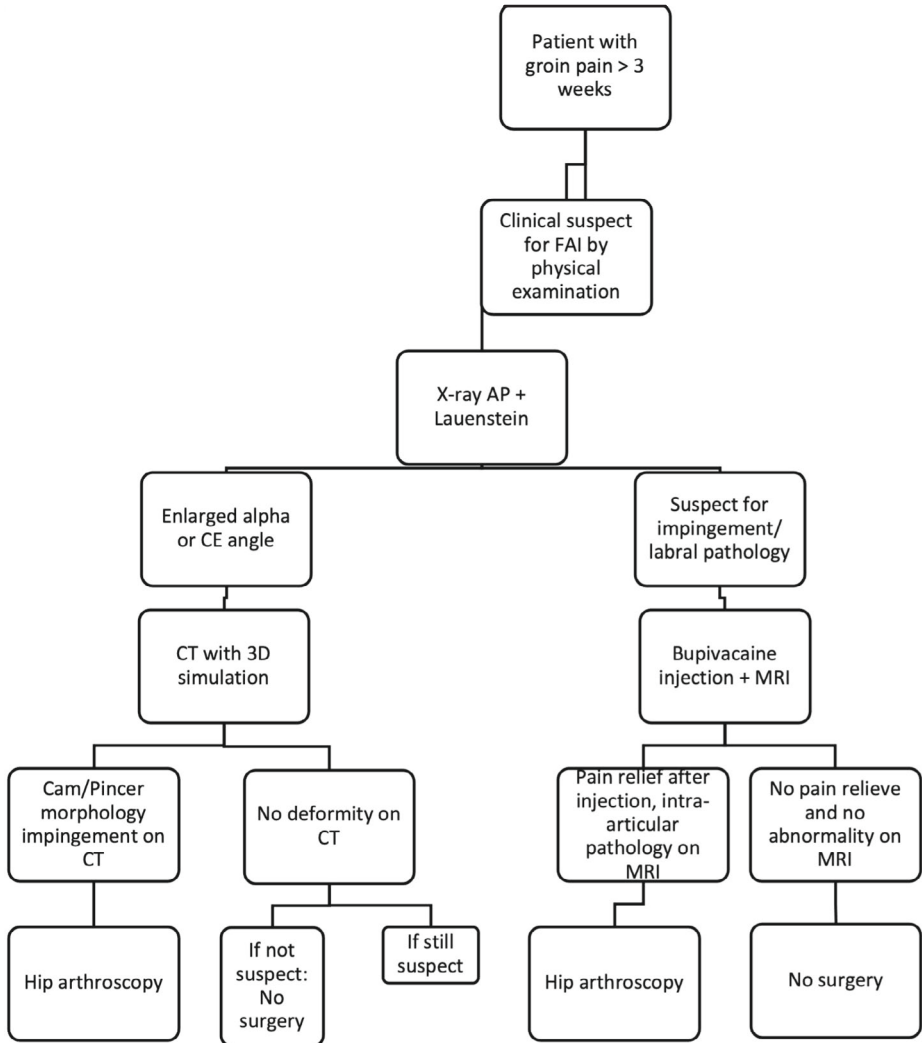 Patient with
groin pain > 3
weeks
Clinical suspect
for FAI by
physical
examination
X-ray AP +
Lauenstein
Enlarged alpha
or CE angle
Suspect for
impingement/
labral pathology
CT with 3D
simulation
Bupivacaine
injection + MRI
Cam/Pincer
morphology
impingement on
CT
No deformity on
CT
Pain relief after
injection, intra-
articular
pathology on
MRI
No pain relieve
and no
abnormality on
MRI
Hip arthroscopy
If not
suspect:
No
surgery
If still
suspect
Hip arthroscopy
No surgery